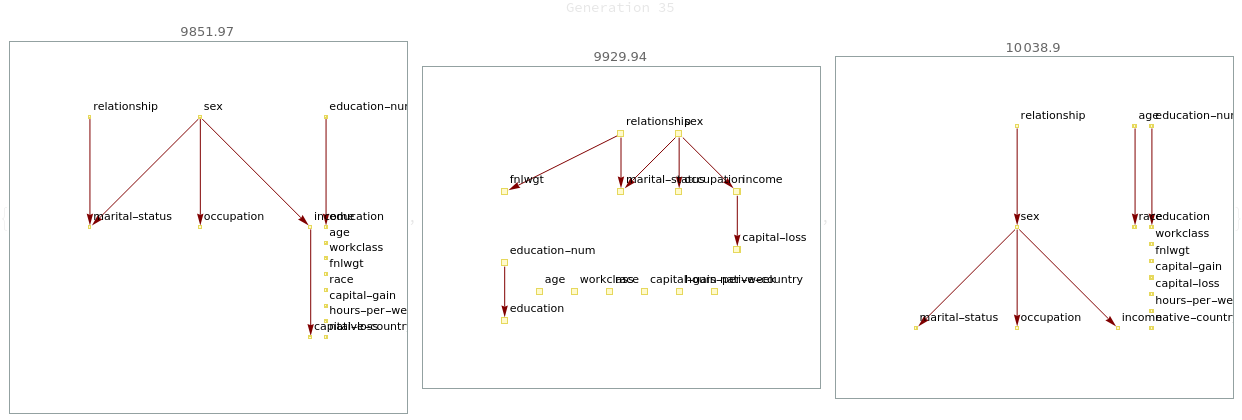 Generation 35
9851.97
relationship
sex
education-num
marital-status
occupation
income
education
age
workclass
fnlwgt
race
capital-gain
hours-per-we
capital-loss
native-countr
9929.94
relationship
sex
fnlwgt
marital-status
occupation
income
capital-loss
education-num
age
workclass
race
capital-gain
hours-per-week
native-country
education
10038.9
relationship
age
education-nur
sex
race
education
workclass
fnlwgt
capital-gain
capital-loss
hours-per-we
marital-status
occupation
income
native-countr